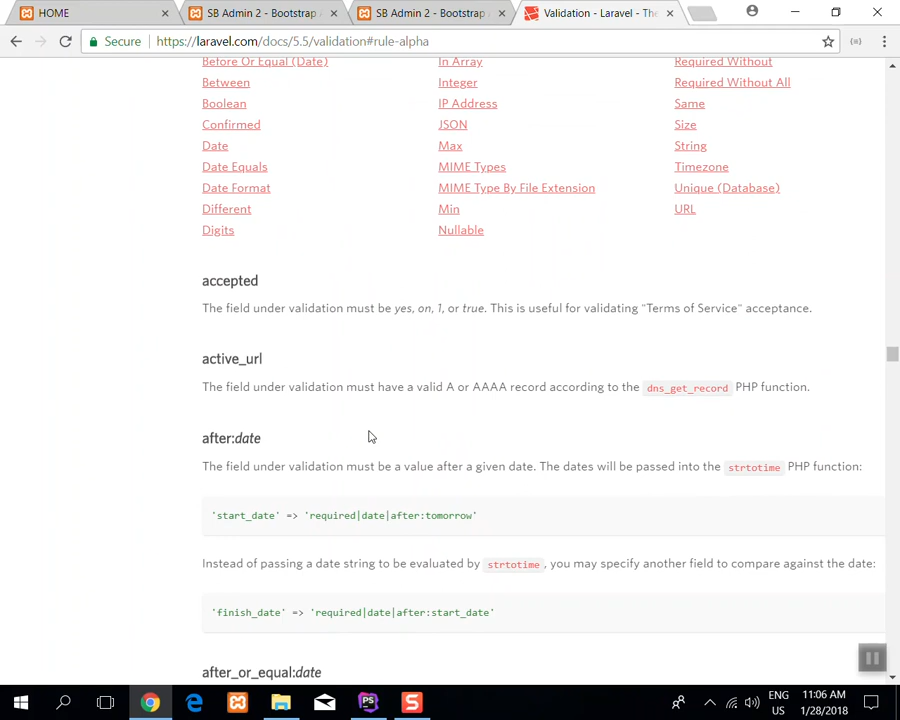 HOME
SB Admin 2 - Bootstrap
SB Admin 2 - Bootstrap
Validation - Laravel - The
Secure
https://laravel.com/docs/5.5/validation#rule-alpha
Before Or Equal (Date)
In Array
Required Without
Between
Integer
Required Without All
Boolean
IP Address
Same
Confirmed
JSON
Size
Date
Max
String
Date Equals
MIME Types
Timezone
Date Format
MIME Type By File Extension
Unique (Database)
Different
Min
URL
Digits
Nullable
accepted
The field under validation must be yes, on, 1, or true. This is useful for validating "Terms of Service" acceptance.
active_url
The field under validation must have a valid A or AAAA record according to the dns_get_record PHP function.
after:date
The field under validation must be a value after a given date. The dates will be passed into the strtotime PHP function:
'start_date' => 'required|date|after:tomorrow'
Instead of passing a date string to be evaluated by strtotime, you may specify another field to compare against the date:
'finish_date' => 'required|date|after:start_date'
after_or_equal:date
PS
S
ENG
US
11:06 AM
1/28/2018